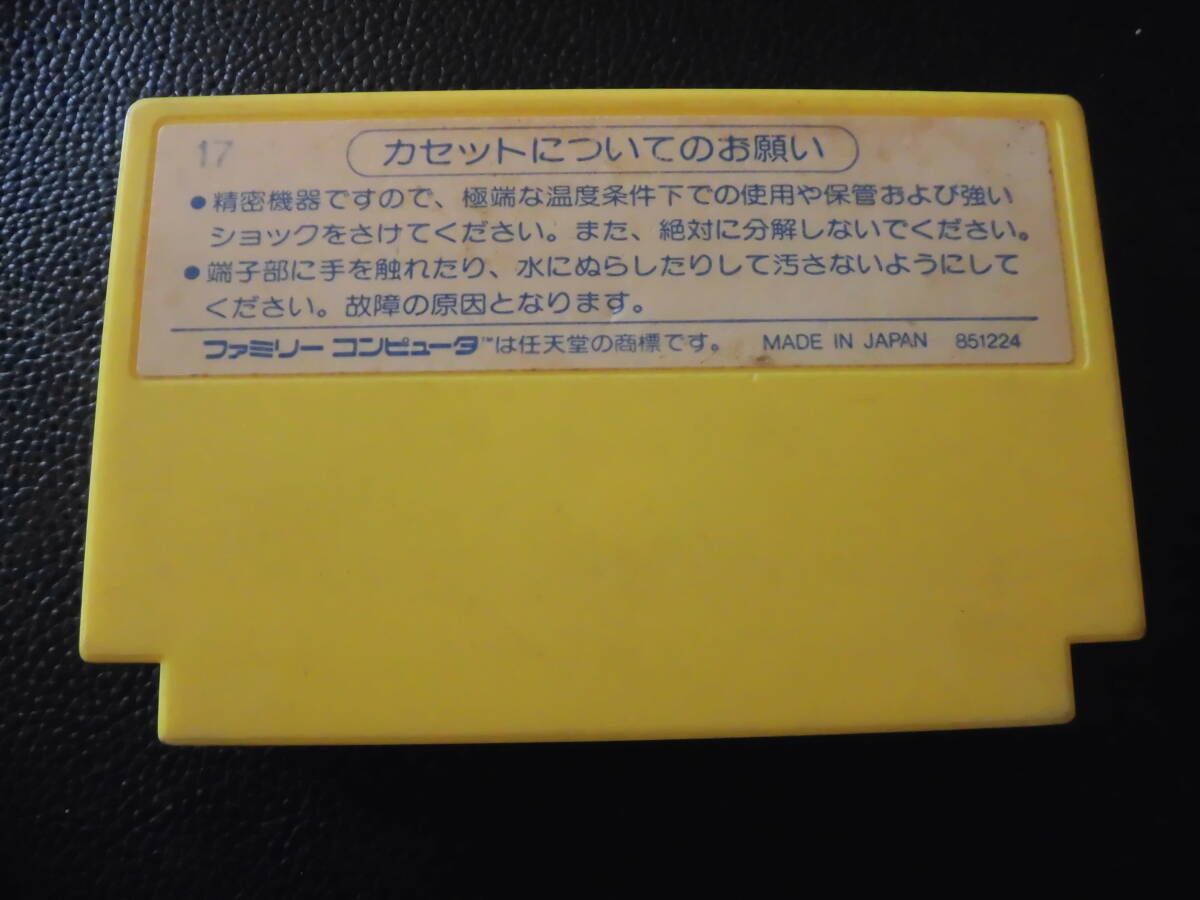 17
カセットについてのお願い
●精密機器ですので、極端な温度条件下での使用や保管および強い
ショックをさけてください。また、絶対に分解しないでください。
●端子部に手を触れたり、水にぬらしたりして汚さないようにして
ください。故障の原因となります。
ファミリーコンピュータ™は任天堂の商標です。 MADE IN JAPAN 851224